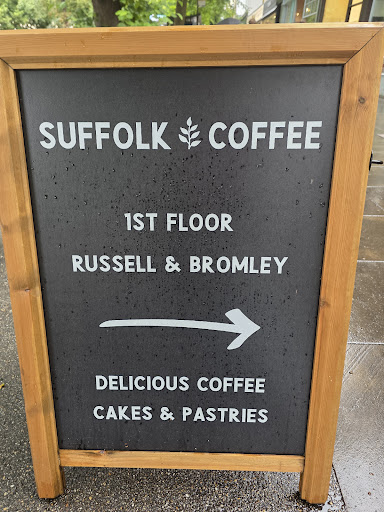 SUFFOLK COFFEE
1ST FLOOR
RUSSELL & BROMLEY
DELICIOUS COFFEE
CAKES & PASTRIES